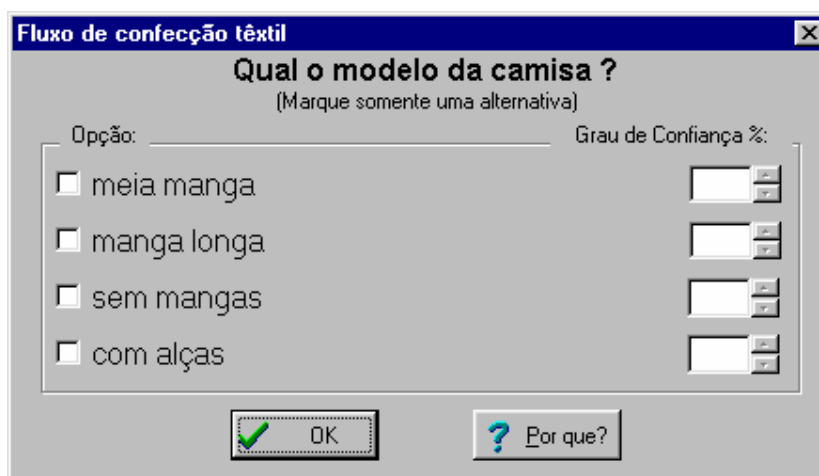 Fluxo de confecção têxtil
Qual o modelo da camisa ?
(Marque somente uma alternativa)
Opção: Grau de Confiança %:
meia manga
manga longa
sem mangas
com alças
OK ? Por que?